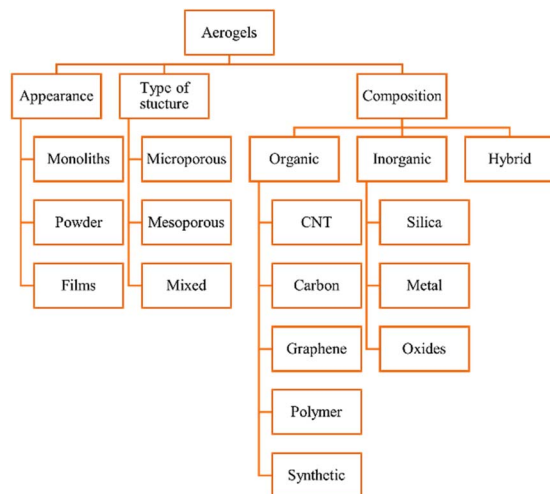 Aerogels
Appearance
Type of
stucture
Composition
Monoliths
Microporous
Organic
Inorganic
Hybrid
Powder
Mesoporous
CNT
Silica
Films
Mixed
Carbon
Metal
Graphene
Oxides
Polymer
Synthetic